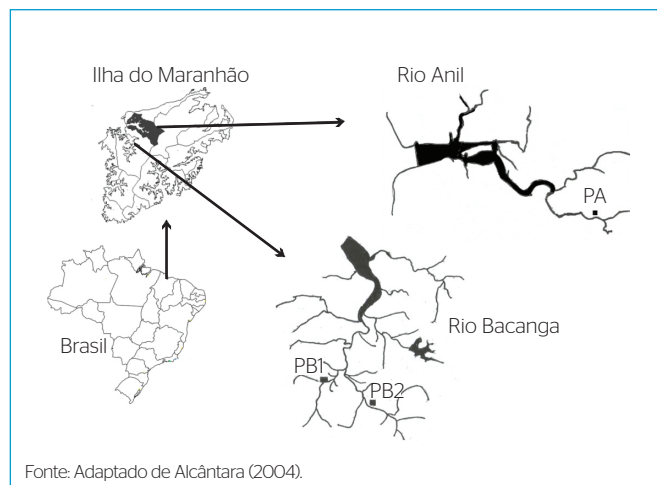 Ilha do Maranhão
Rio Anil
PA
Brasil
Rio Bacanga
PB1
PB2
Fonte: Adaptado de Alcântara (2004).